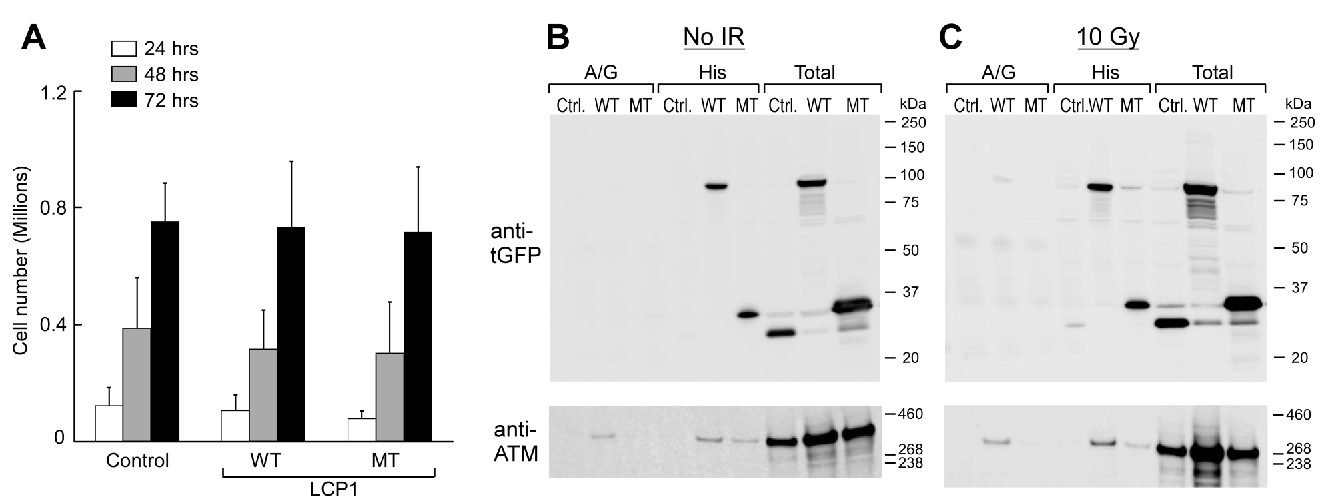 A
24 hrs
48 hrs
72 hrs
Cell number (Millions)
1.2
0.8
0.4
0
Control
WT
MT
LCP1
B
No IR
A/G
His
Total
Ctrl. WT MT
Ctrl. WT MT
Ctrl. WT MT
kDa
250
150
100
75
50
37
20
anti-
tGFP
460
268
238
anti-
ATM
C
10 Gy
A/G
His
Total
Ctrl. WT MT
Ctrl. WT MT
Ctrl. WT MT
kDa
250
150
100
75
50
37
20
460
268
238